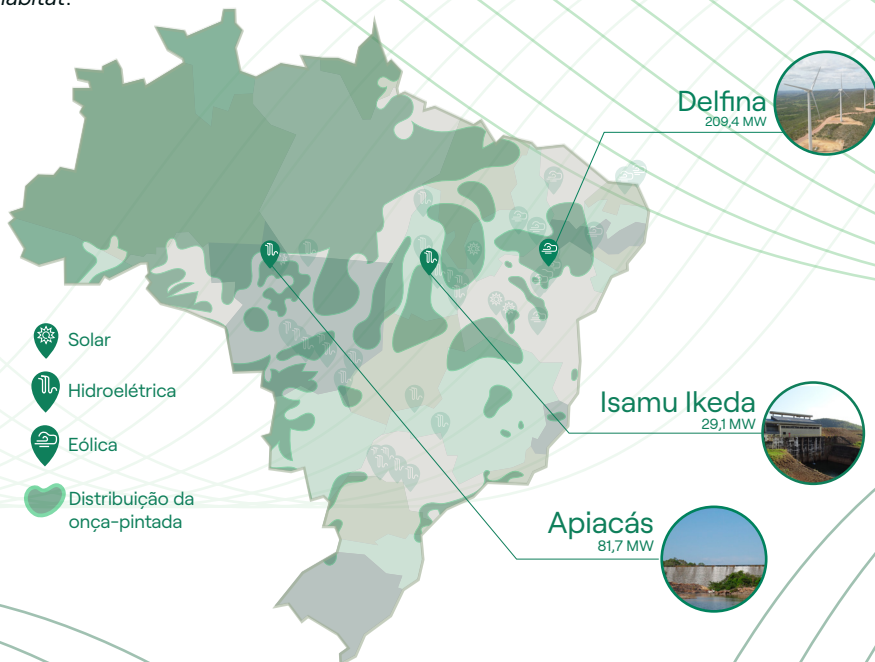 habitat.
Delfina
209,4 MW
Solar
Hidroelétrica
Eólica
Distribuição da
onça-pintada
Isamu Ikeda
29,1 MW
Apiacás
81,7 MW